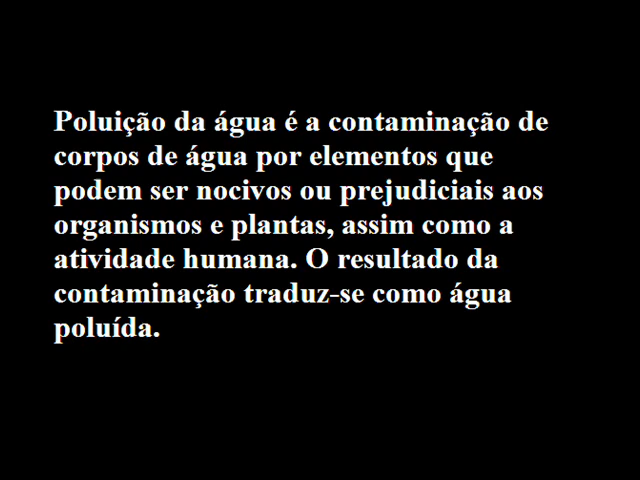 Poluição da água é a contaminação de
corpos de água por elementos que
podem ser nocivos ou prejudiciais aos
organismos e plantas, assim como a
atividade humana. O resultado da
contaminação traduz-se como água
poluída.